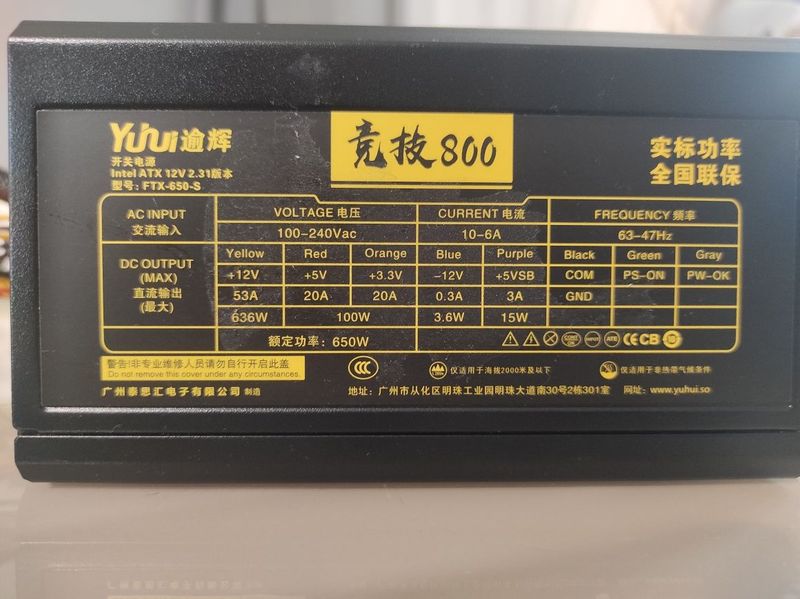 Yuhui逾辉
开关电源
Intel ATX 12V 2.31版本
型号：FTX-650-S
竞技800
实标功率
全国联保
AC INPUT
交流输入
VOLTAGE 电压
CURRENT 电流
FREQUENCY 频率
100-240Vac
10-6A
63-47Hz
DC OUTPUT
(MAX)
直流输出
(最大)
Yellow Red Orange Blue Purple Black Green Gray
+12V +5V +3.3V -12V +5VSB COM PS-ON PW-OK
53A 20A 20A 0.3A 3A GND
636W 100W 3.6W 15W
额定功率：650W
CE CB
警告!非专业维修人员请勿自行开启此盖
Do not remove this cover under any circumstances.
CCC
仅适用于海拔2000米及以下
仅适用于非热带气候条件
广州泰思汇电子有限公司 制造
地址：广州市从化区明珠工业园明珠大道南30号2栋301室
网址：www.yuhui.so